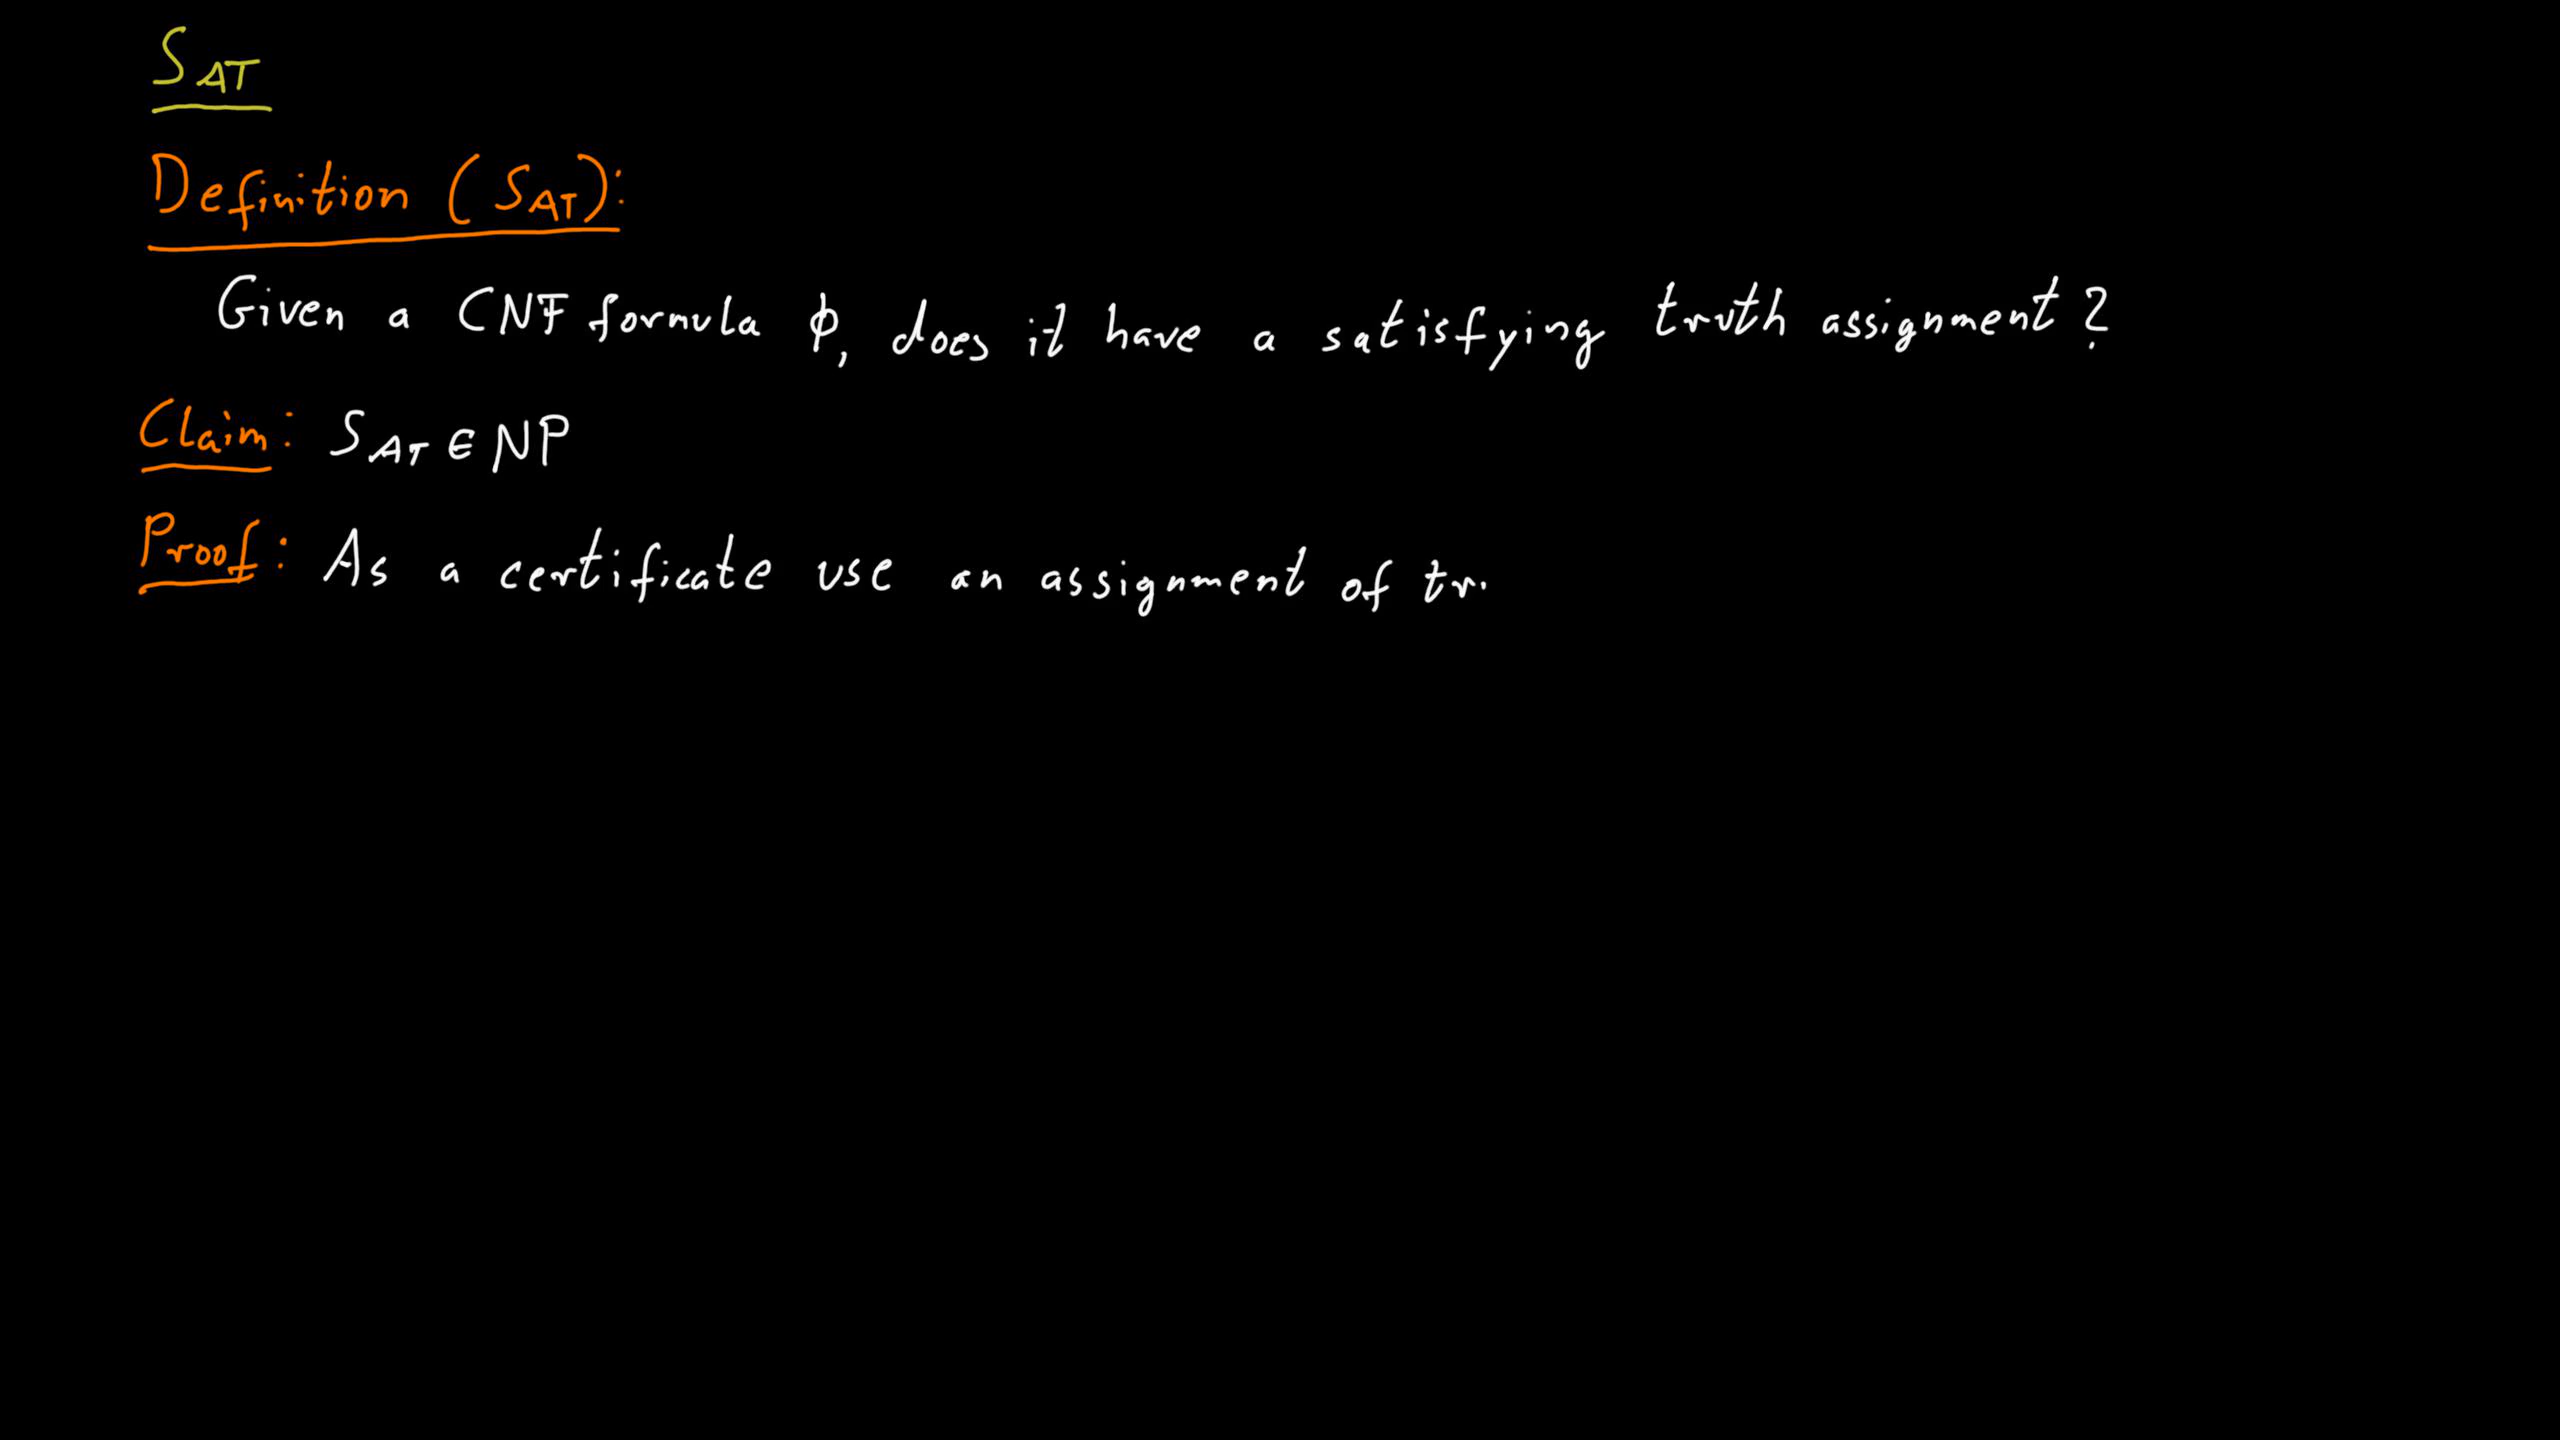 SAT
Definition (SAT):
Given a CNF formula ϕ, does it have a satisfying truth assignment?
Claim: SAT ∈ NP
Proof: As a certificate use an assignment of tr